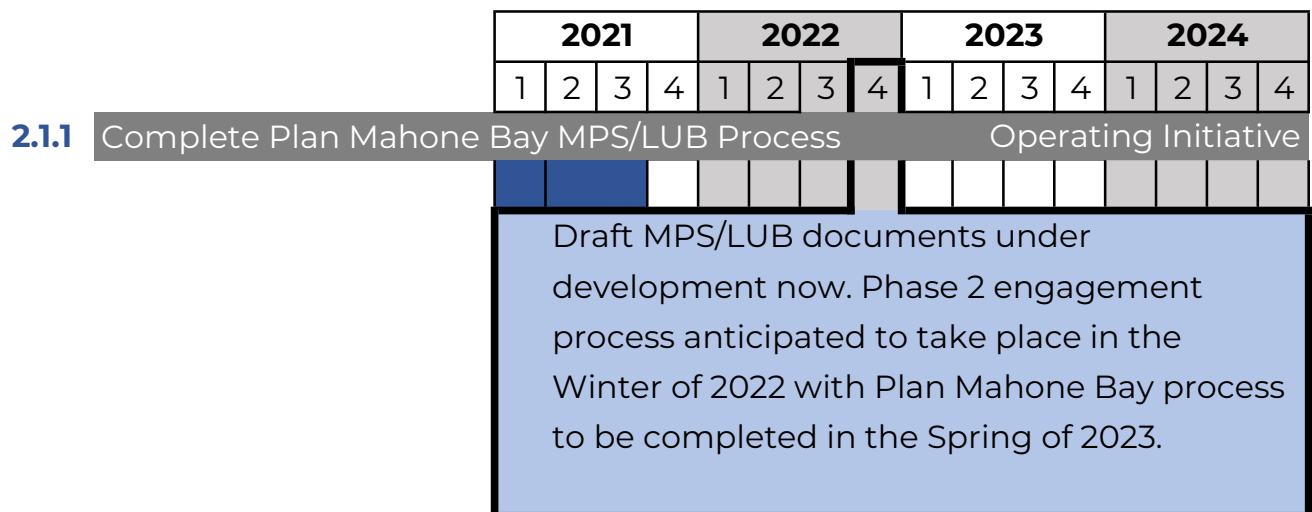 2021 2022 2023 2024
1 2 3 4 1 2 3 4 1 2 3 4 1 2 3 4
2.1.1 Complete Plan Mahone Bay MPS/LUB Process Operating Initiative
Draft MPS/LUB documents under
development now. Phase 2 engagement
process anticipated to take place in the
Winter of 2022 with Plan Mahone Bay process
to be completed in the Spring of 2023.